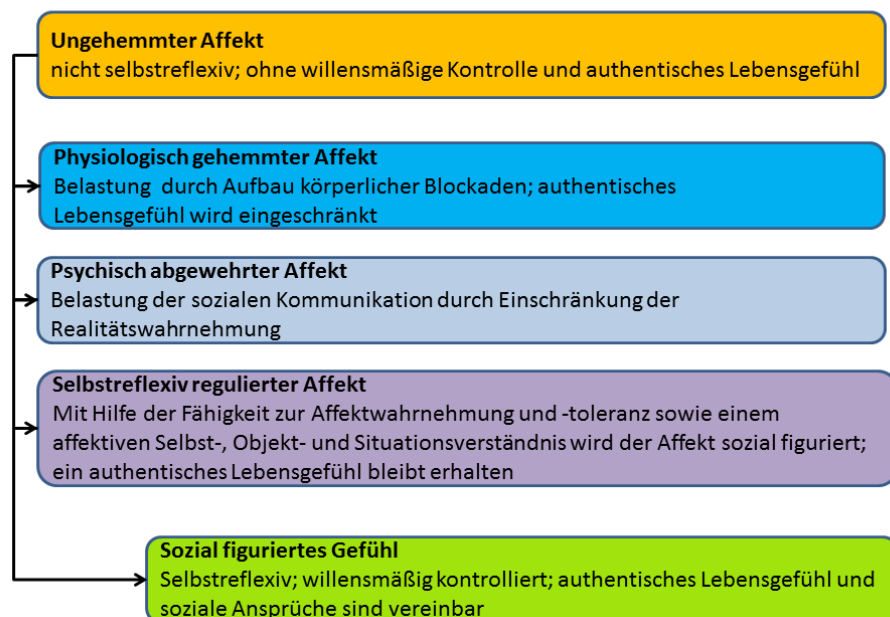 Ungehemmter Affekt
nicht selbstreflexiv; ohne willensmäßige Kontrolle und authentisches Lebensgefühl
Physiologisch gehemmter Affekt
Belastung durch Aufbau körperlicher Blockaden; authentisches
Lebensgefühl wird eingeschränkt
Psychisch abgewehrter Affekt
Belastung der sozialen Kommunikation durch Einschränkung der
Realitätswahrnehmung
Selbstreflexiv regulierter Affekt
Mit Hilfe der Fähigkeit zur Affektwahrnehmung und -toleranz sowie einem
affektiven Selbst-, Objekt- und Situationsverständnis wird der Affekt sozial figuriert;
ein authentisches Lebensgefühl bleibt erhalten
Sozial figuriertes Gefühl
Selbstreflexiv; willensmäßig kontrolliert; authentisches Lebensgefühl und
soziale Ansprüche sind vereinbar